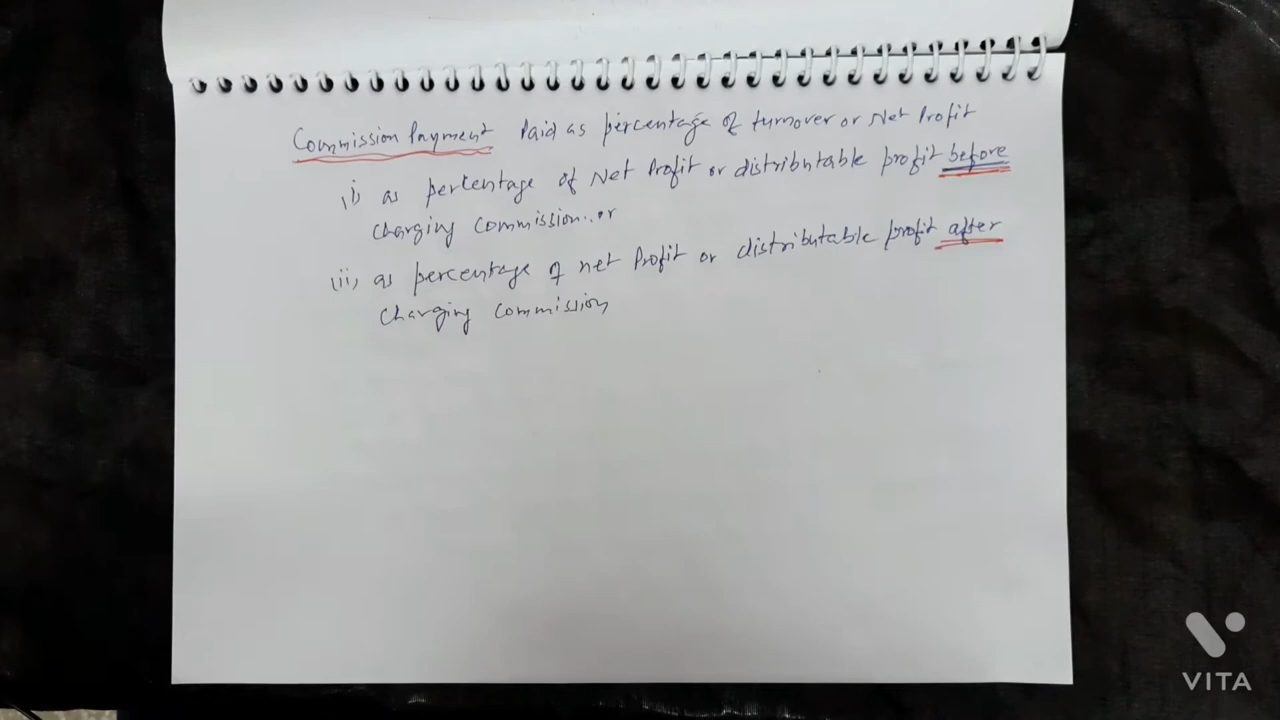 Commission Payment Paid as percentage of turnover or Net Profit
(i) as percentage of Net Profit or distributable profit before
charging commission.. or
(ii) as percentage of net Profit or distributable profit after
charging commission
VITA